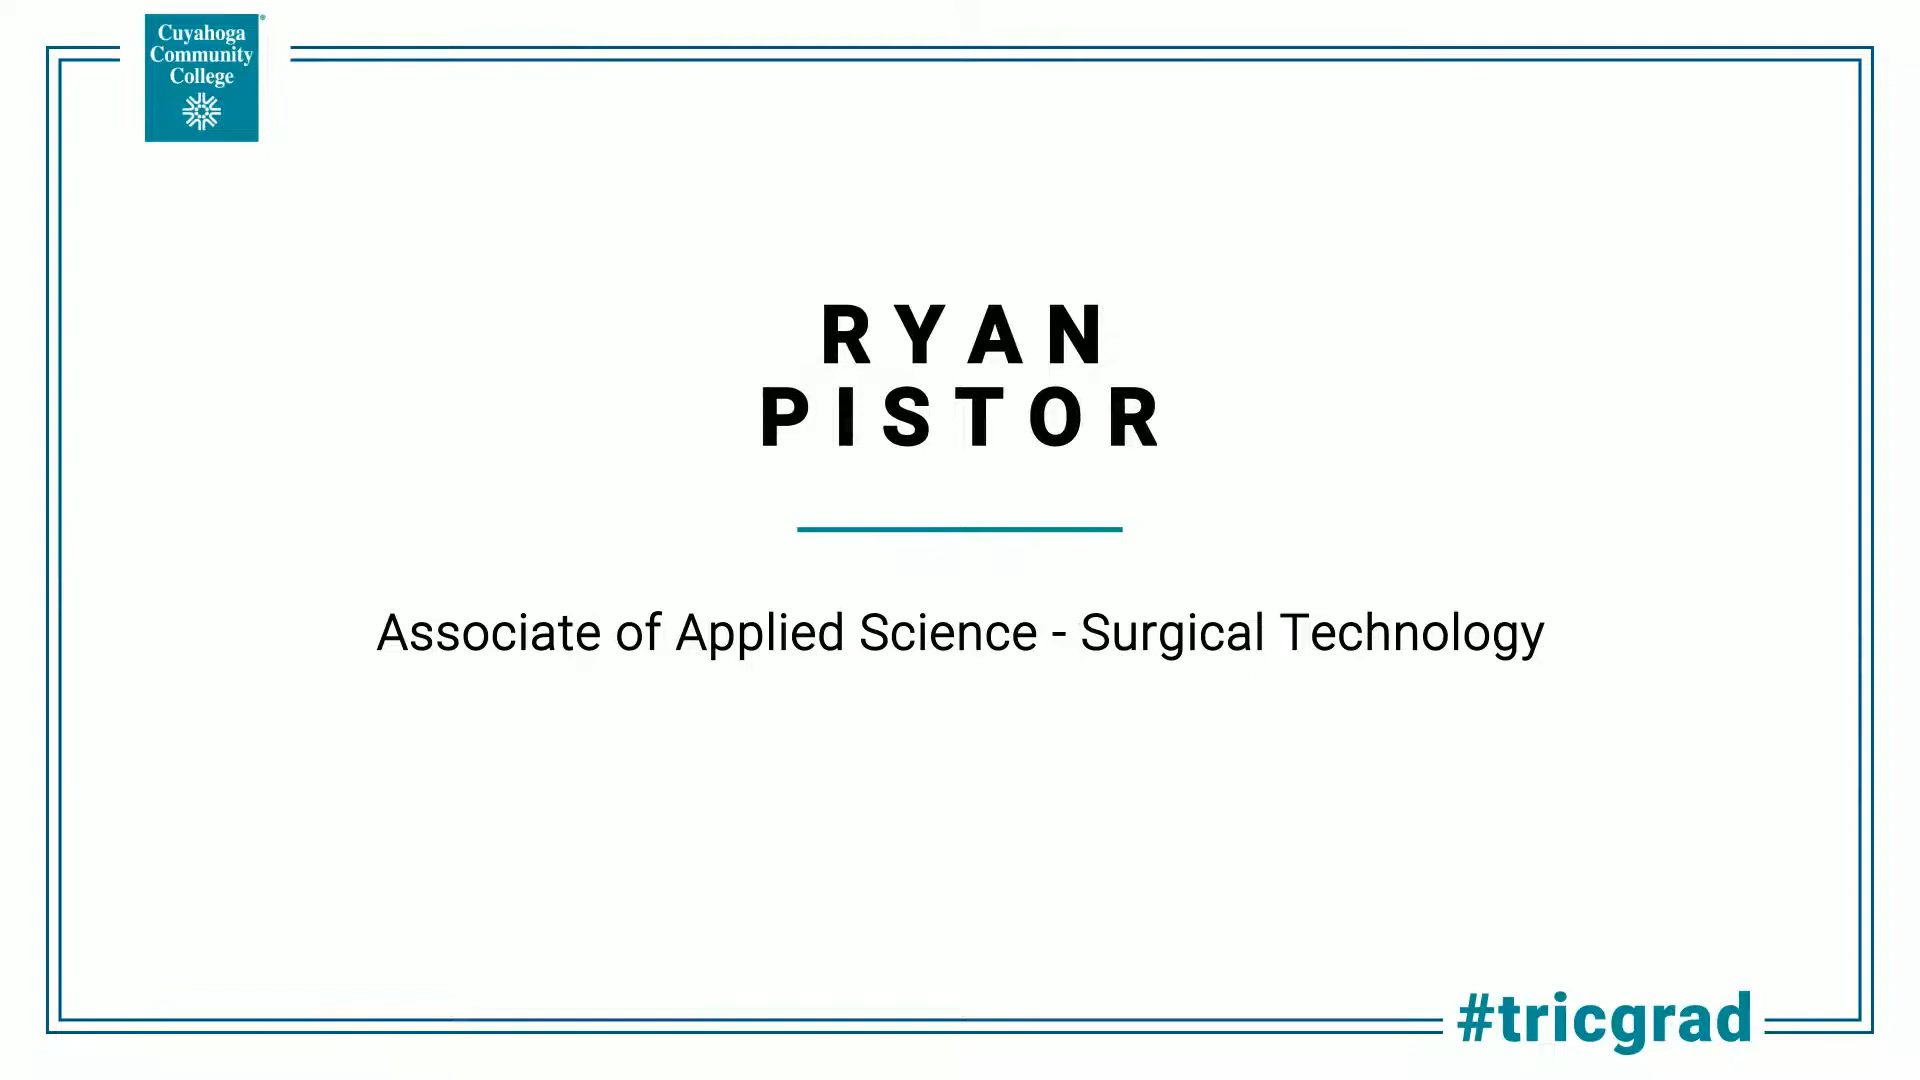 Cuyahoga
Community
College
RYAN
PISTOR
Associate of Applied Science - Surgical Technology
#tricgrad